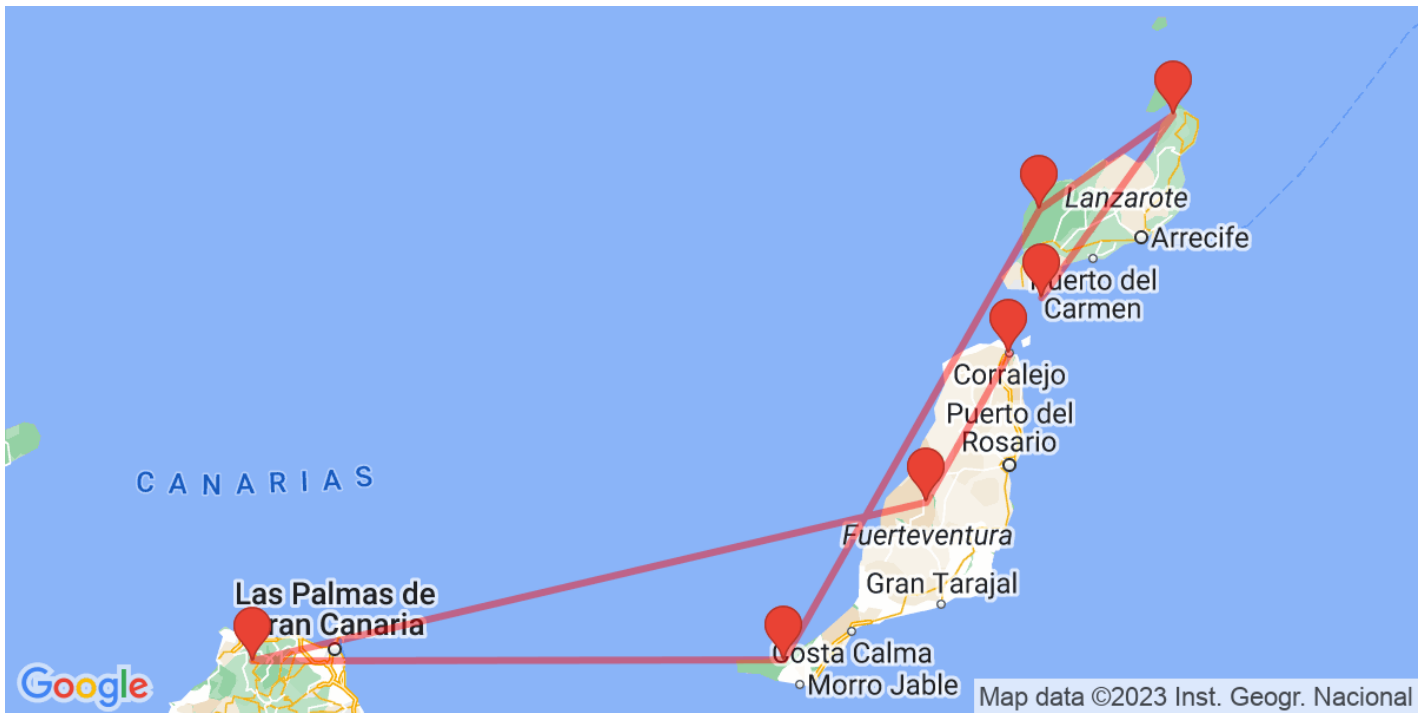 Lanzarote
Arrecife
Puerto del
Carmen
Corralejo
Puerto del
Rosario
CANARIAS
Fuerteventura
Gran Tarajal
Las Palmas de
Gran Canaria
Costa Calma
Morro Jable
Google
Map data ©2023 Inst. Geogr. Nacional